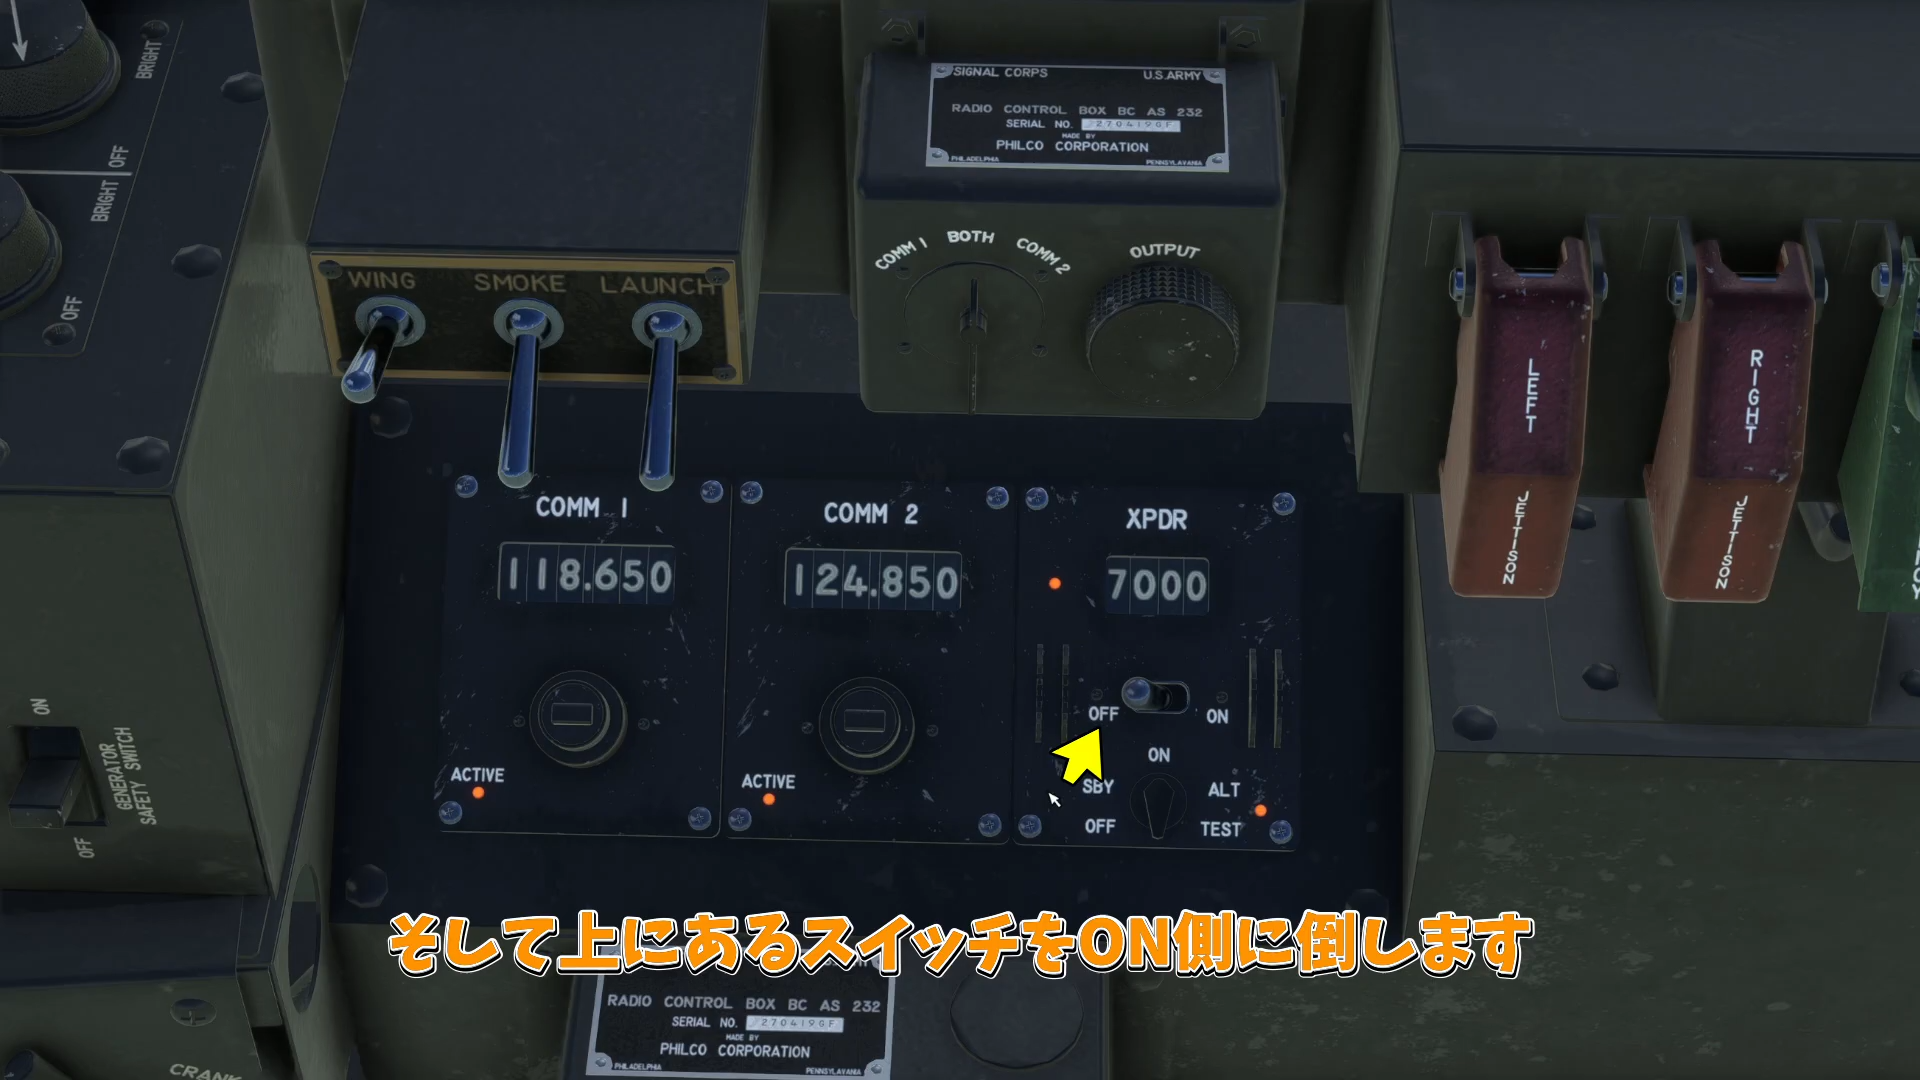 BRIGHT
OFF
BRIGHT
OFF
WING SMOKE LAUNCH
SIGNAL CORPS U.S.ARMY
RADIO CONTROL BOX BC AS 232
SERIAL NO. 270419GF
MADE BY
PHILCO CORPORATION
PHILADELPHIA PENNSYLAVANIA
COMM 1 BOTH COMM 2
OUTPUT
LEFT
JETTISON
RIGHT
JETTISON
COMM 1
118.650
ACTIVE
COMM 2
124.850
ACTIVE
XPDR
7000
OFF ON
ON
SBY ALT
OFF TEST
ON
GENERATOR
SAFETY SWITCH
OFF
そして上にあるスイッチをON側に倒します
RADIO CONTROL BOX BC AS 232
SERIAL NO. 270419GF
MADE BY
PHILCO CORPORATION
PHILADELPHIA PENNSYLAVANIA
CRANK